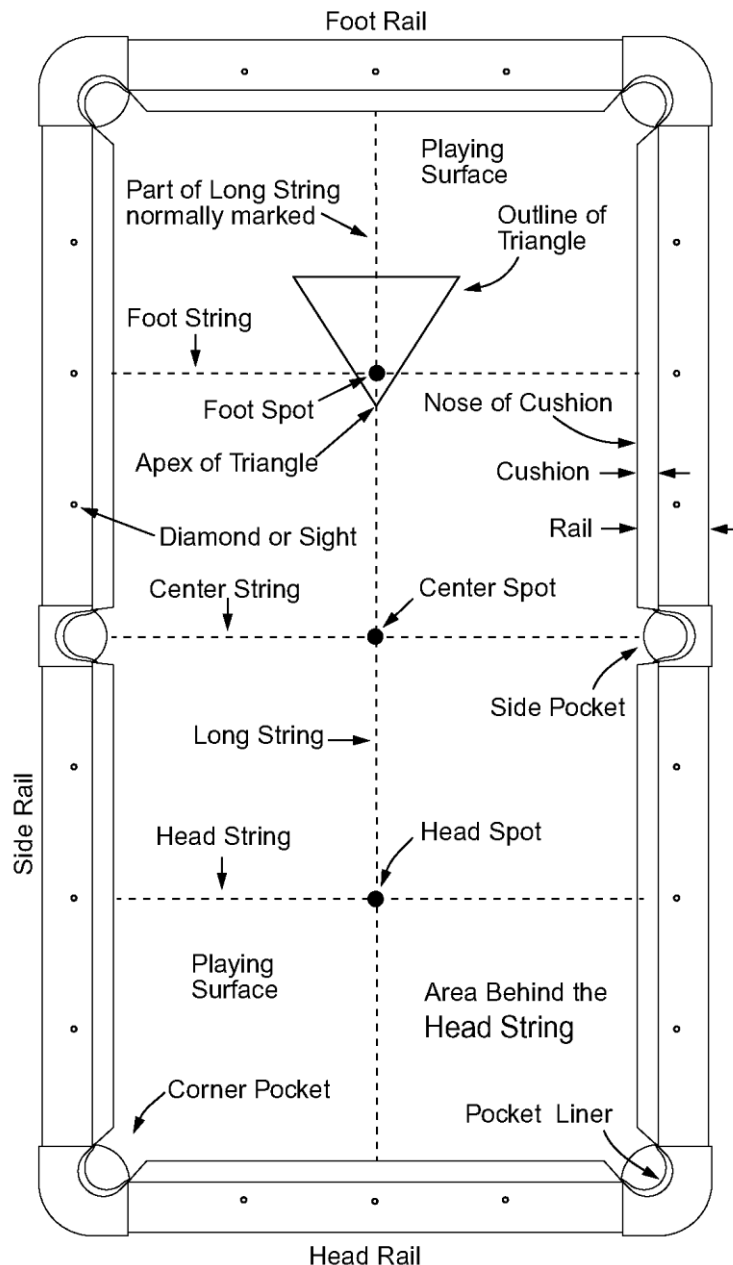 Foot Rail
Playing
Surface
Part of Long String
normally marked
Outline of
Triangle
Foot String
Foot Spot
Nose of Cushion
Apex of Triangle
Cushion
Rail
Diamond or Sight
Center String
Center Spot
Side Pocket
Long String
Side Rail
Head String
Head Spot
Playing
Surface
Area Behind the
Head String
Corner Pocket
Pocket Liner
Head Rail